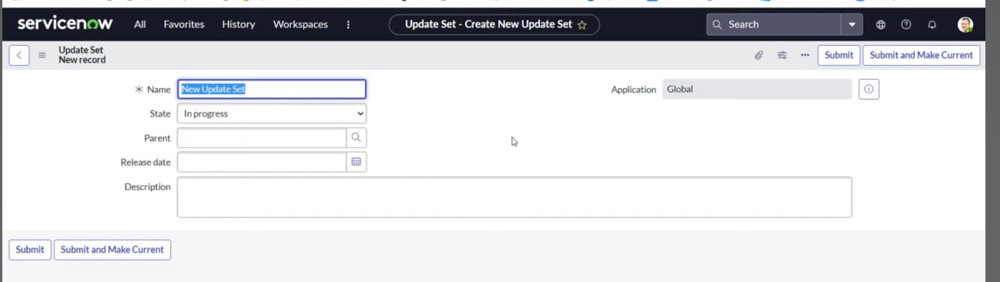 servicenow All Favorites History Workspaces Update Set - Create New Update Set Search
Update Set
New record
Submit Submit and Make Current
Name New Update Set Application Global
State In progress
Parent
Release date
Description
Submit Submit and Make Current